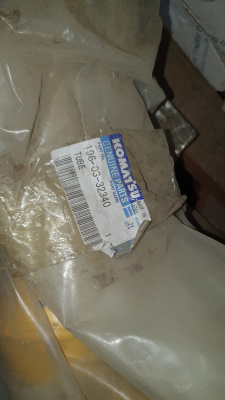 KOMATSU
GENUINE PARTS
196-03-32340
TUBE
1